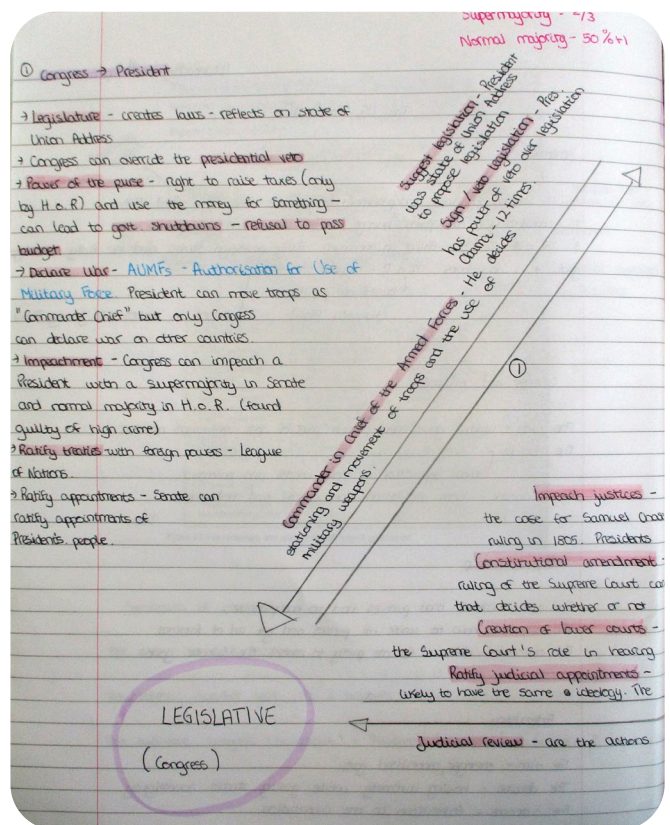 Supermajority - 2/3
Normal majority - 50%+1
① Congress → President
→ Legislature - creates laws - reflects on state of
Union Address
→ Congress can override the presidential veto
→ Power of the purse - right to raise taxes (only
by H.o.R) and use the money for something -
can lead to govt shutdowns - refusal to pass
budget
→ Declare War - AUMFs - Authorisation for Use of
Military Force. President can move troops as
"Commander Chief" but only Congress
can declare war on other countries.
→ Impeachment - Congress can impeach a
President with a supermajority in Senate
and normal majority in H.o.R. (found
guilty of high crime)
→ Ratify treaties with foreign powers - League
of Nations.
→ Ratify appointments - Senate can
ratify appointments of
President's people.
Suggest legislation - President
was State of Union Address
to propose legislation
Sign / veto legislation - Pres.
has power of veto over legislation
Obama - 12 times.
Commander in Chief of the Armed Forces - He decides
stationing and movement of troops and the use of
military weapons.
①
Impeach justices -
the case for Samuel Chase
ruling in 1805. Presidents
Constitutional amendment -
ruling of the Supreme Court can
that decides whether or not
Creation of lower courts -
the Supreme Court's role in hearing
Ratify judicial appointments -
likely to have the same ideology. The
Judicial review - are the actions
LEGISLATIVE
(Congress)